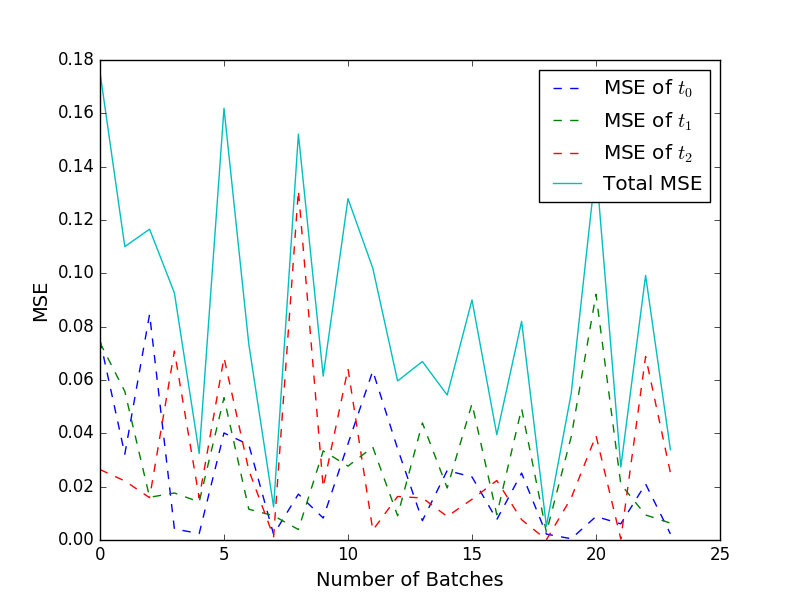 0.18
0.16
0.14
0.12
0.10
0.08
0.06
0.04
0.02
0.00
MSE
0 5 10 15 20 25
Number of Batches
MSE of t₀
MSE of t₁
MSE of t₂
Total MSE